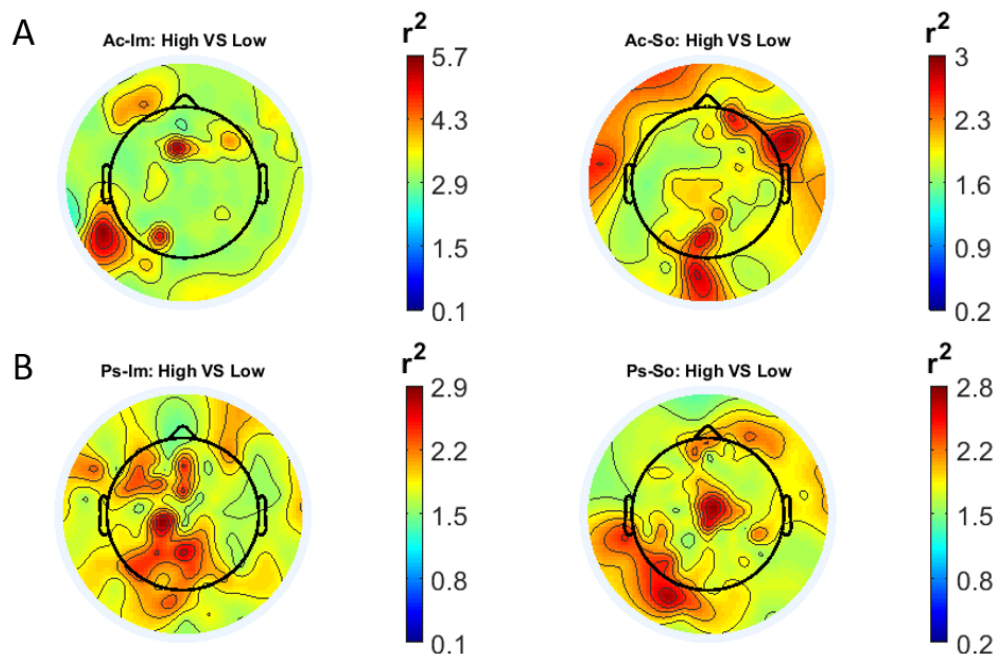 A
Ac-Im: High VS Low
r²
5.7
4.3
2.9
1.5
0.1
Ac-So: High VS Low
r²
3
2.3
1.6
0.9
0.2
B
Ps-Im: High VS Low
r²
2.9
2.2
1.5
0.8
0.1
Ps-So: High VS Low
r²
2.8
2.2
1.5
0.8
0.2